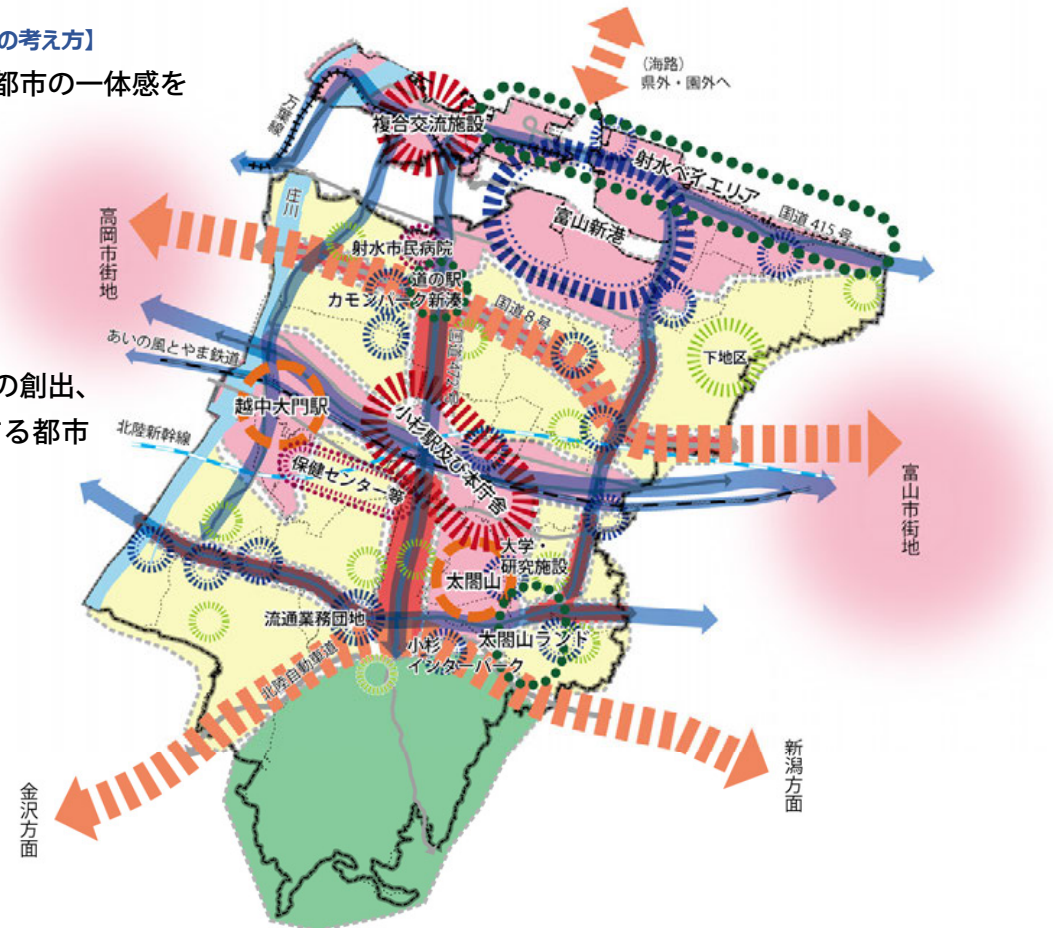 の考え方】
都市の一体感を
の創出、
る都市
(海路)
県外・園外へ
万葉線
複合交流施設
射水ベイエリア
国道415号
富山新港
庄川
高岡市街地
射水市民病院
道の駅
カモンパーク新湊
国道8号
国道472号
あいの風とやま鉄道
下地区
越中大門駅
小杉駅及び本庁舎
北陸新幹線
保健センター等
富山市街地
大学・
研究施設
太閤山
流通業務団地
太閤山ランド
小杉
インターパーク
北陸自動車道
新潟方面
金沢方面